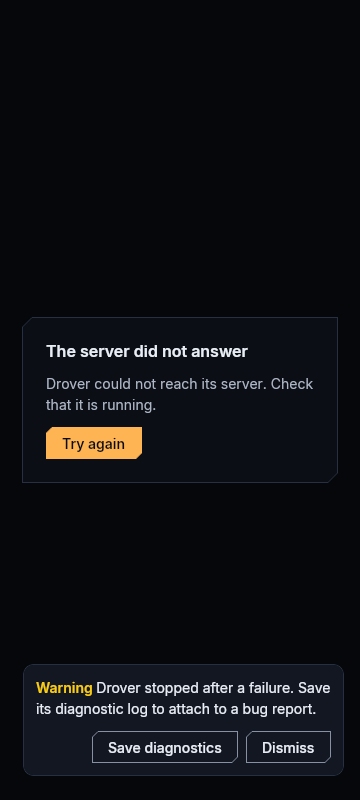 The server did not answer
Drover could not reach its server. Check
that it is running.
Try again
Warning Drover stopped after a failure. Save
its diagnostic log to attach to a bug report.
Save diagnostics Dismiss